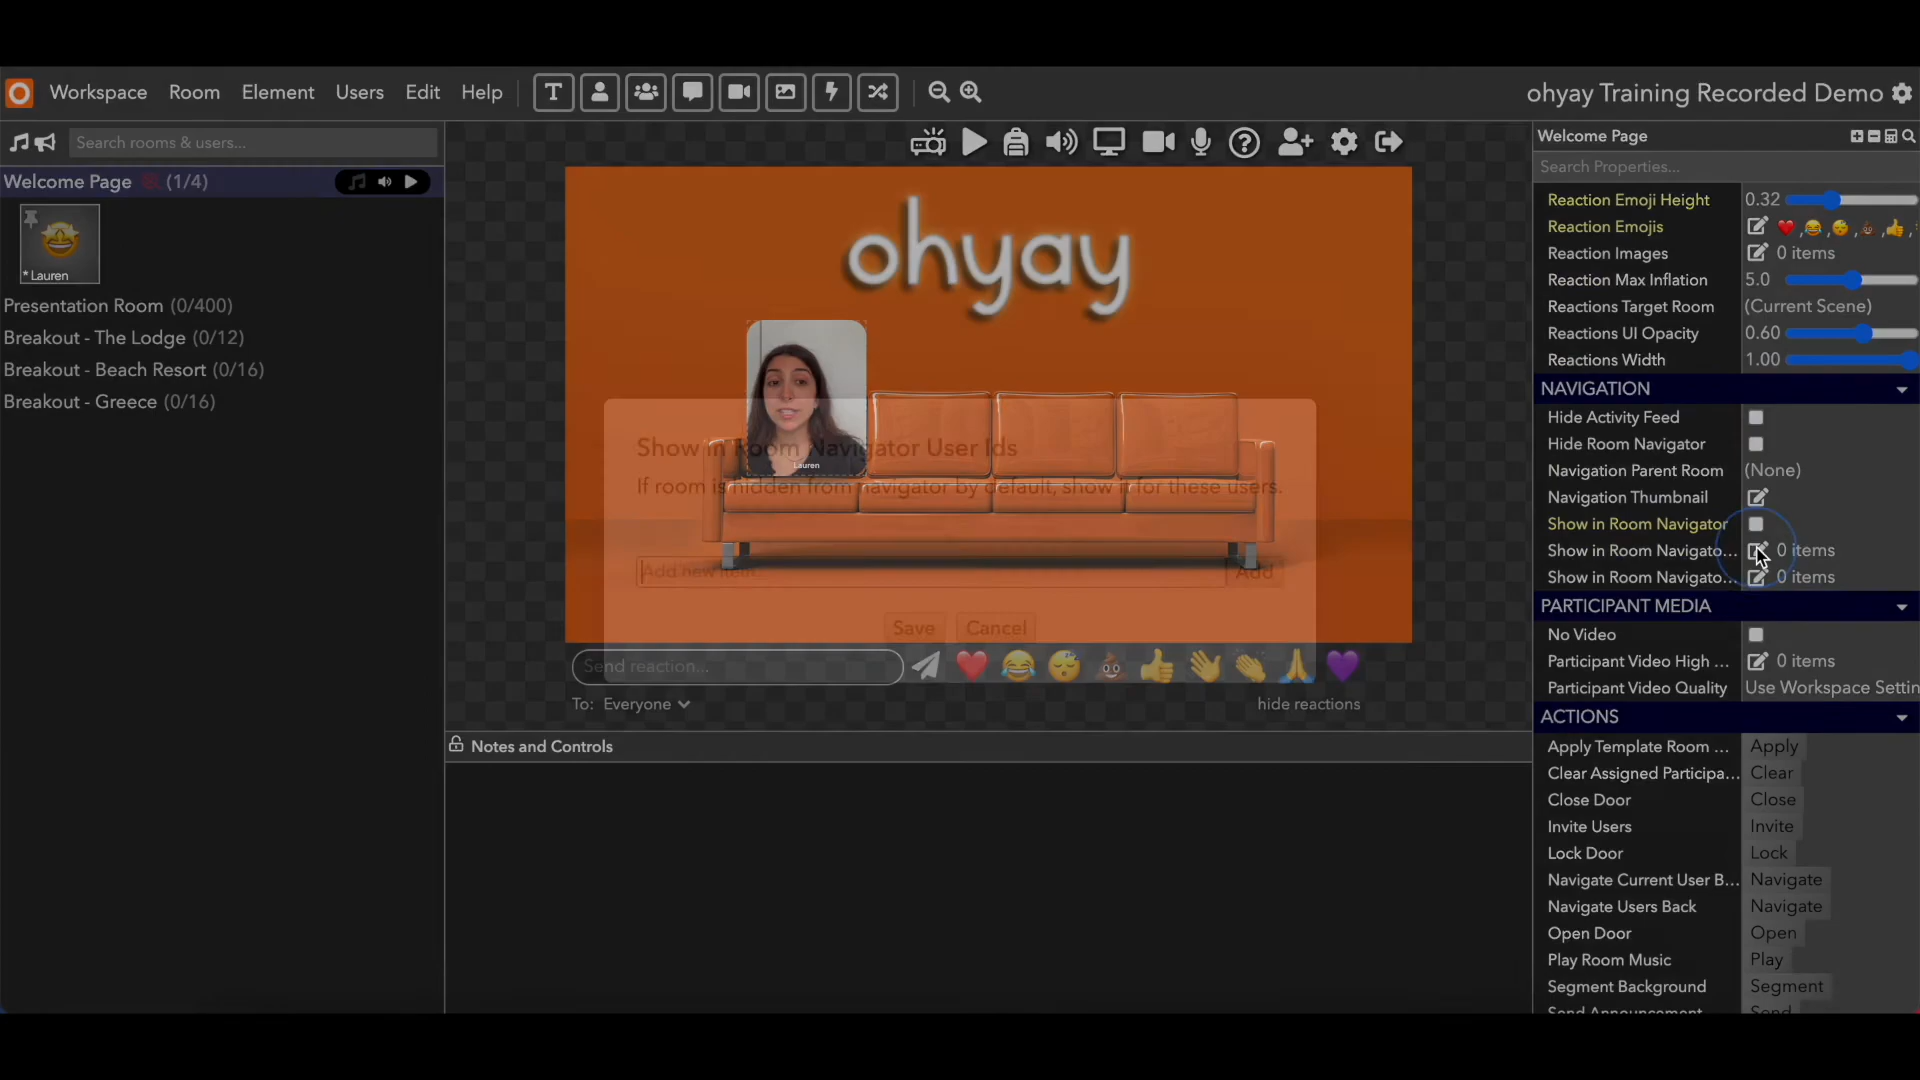 Workspace Room Element Users Edit Help
ohyay Training Recorded Demo
Search rooms & users...
Welcome Page (1/4)
* Lauren
Presentation Room (0/400)
Breakout - The Lodge (0/12)
Breakout - Beach Resort (0/16)
Breakout - Greece (0/16)
ohyay
Lauren
Show in Room Navigator User Ids
If room is hidden from navigator by default, show it for these users.
Add new item...
Add
Save Cancel
Send reaction...
To: Everyone
hide reactions
Notes and Controls
Welcome Page
Search Properties...
Reaction Emoji Height 0.32
Reaction Emojis ❤️,😂,😴,💩,👍,
Reaction Images 0 items
Reaction Max Inflation 5.0
Reactions Target Room (Current Scene)
Reactions UI Opacity 0.60
Reactions Width 1.00
NAVIGATION
Hide Activity Feed
Hide Room Navigator
Navigation Parent Room (None)
Navigation Thumbnail
Show in Room Navigator
Show in Room Navigato... 0 items
Show in Room Navigato... 0 items
PARTICIPANT MEDIA
No Video
Participant Video High ... 0 items
Participant Video Quality Use Workspace Settin
ACTIONS
Apply Template Room ... Apply
Clear Assigned Participa... Clear
Close Door Close
Invite Users Invite
Lock Door Lock
Navigate Current User B... Navigate
Navigate Users Back Navigate
Open Door Open
Play Room Music Play
Segment Background Segment
Send Announcement Send